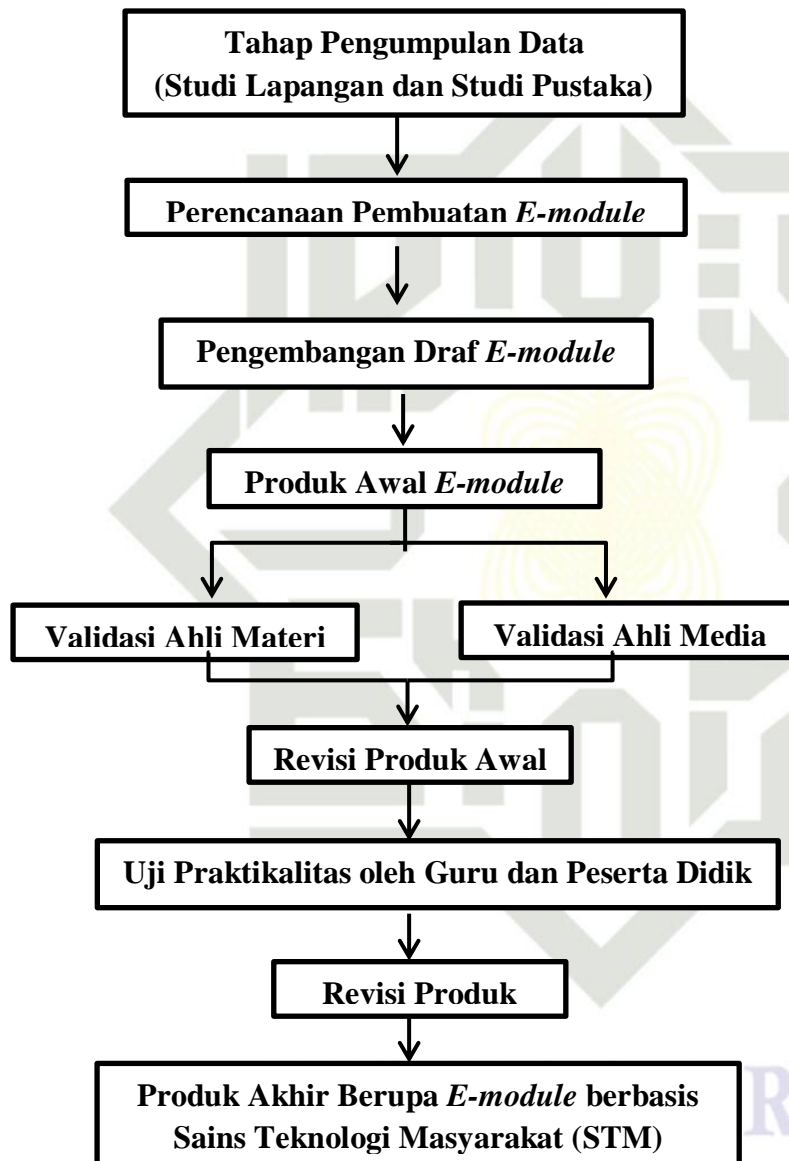 Tahap Pengumpulan Data
(Studi Lapangan dan Studi Pustaka)
Perencanaan Pembuatan E-module
Pengembangan Draf E-module
Produk Awal E-module
Validasi Ahli Materi
Validasi Ahli Media
Revisi Produk Awal
Uji Praktikalitas oleh Guru dan Peserta Didik
Revisi Produk
Produk Akhir Berupa E-module berbasis
Sains Teknologi Masyarakat (STM)
R